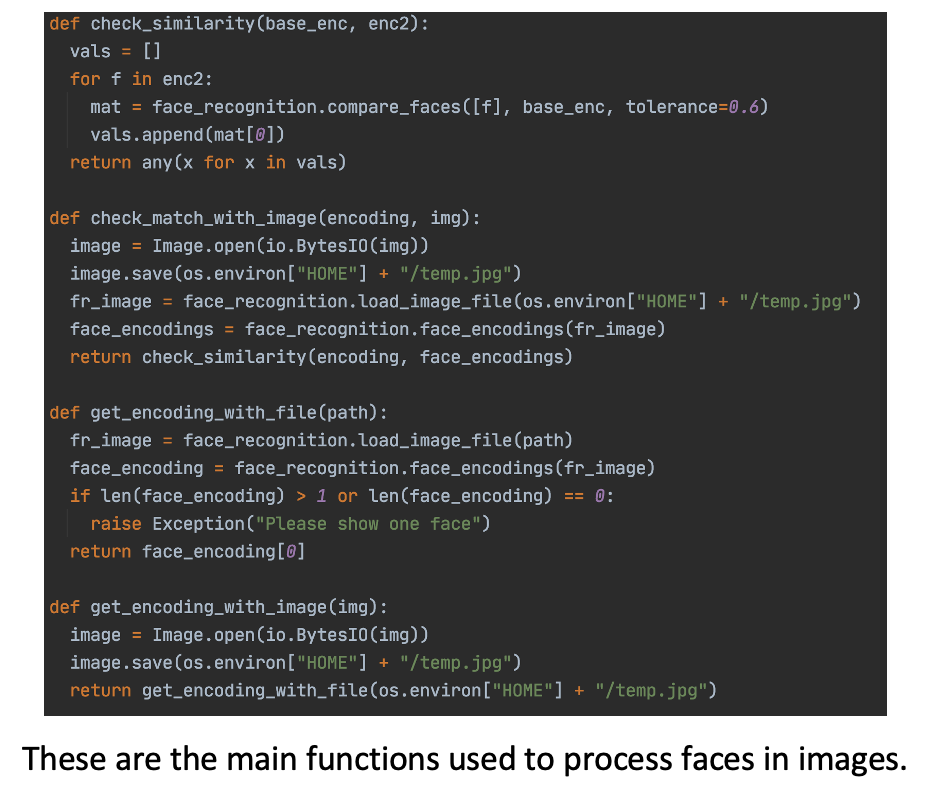 def check_similarity(base_enc, enc2):
  vals = []
  for f in enc2:
    mat = face_recognition.compare_faces([f], base_enc, tolerance=0.6)
    vals.append(mat[0])
  return any(x for x in vals)

def check_match_with_image(encoding, img):
  image = Image.open(io.BytesIO(img))
  image.save(os.environ["HOME"] + "/temp.jpg")
  fr_image = face_recognition.load_image_file(os.environ["HOME"] + "/temp.jpg")
  face_encodings = face_recognition.face_encodings(fr_image)
  return check_similarity(encoding, face_encodings)

def get_encoding_with_file(path):
  fr_image = face_recognition.load_image_file(path)
  face_encoding = face_recognition.face_encodings(fr_image)
  if len(face_encoding) > 1 or len(face_encoding) == 0:
    raise Exception("Please show one face")
  return face_encoding[0]

def get_encoding_with_image(img):
  image = Image.open(io.BytesIO(img))
  image.save(os.environ["HOME"] + "/temp.jpg")
  return get_encoding_with_file(os.environ["HOME"] + "/temp.jpg")

These are the main functions used to process faces in images.